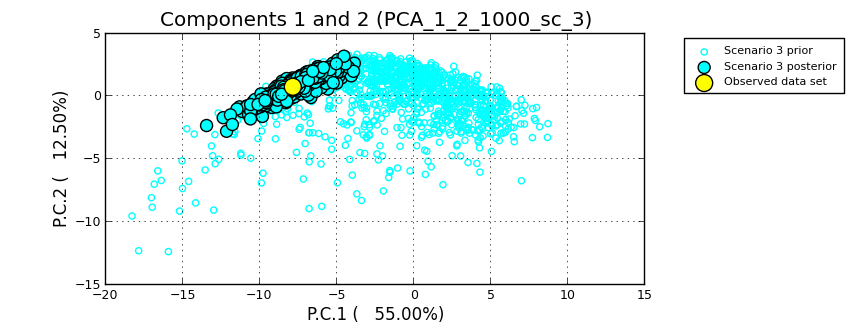 Components 1 and 2 (PCA_1_2_1000_sc_3)
Scenario 3 prior
Scenario 3 posterior
Observed data set
P.C.2 (   12.50%)
5
0
−5
−10
−15
−20 −15 −10 −5 0 5 10 15
P.C.1 (   55.00%)